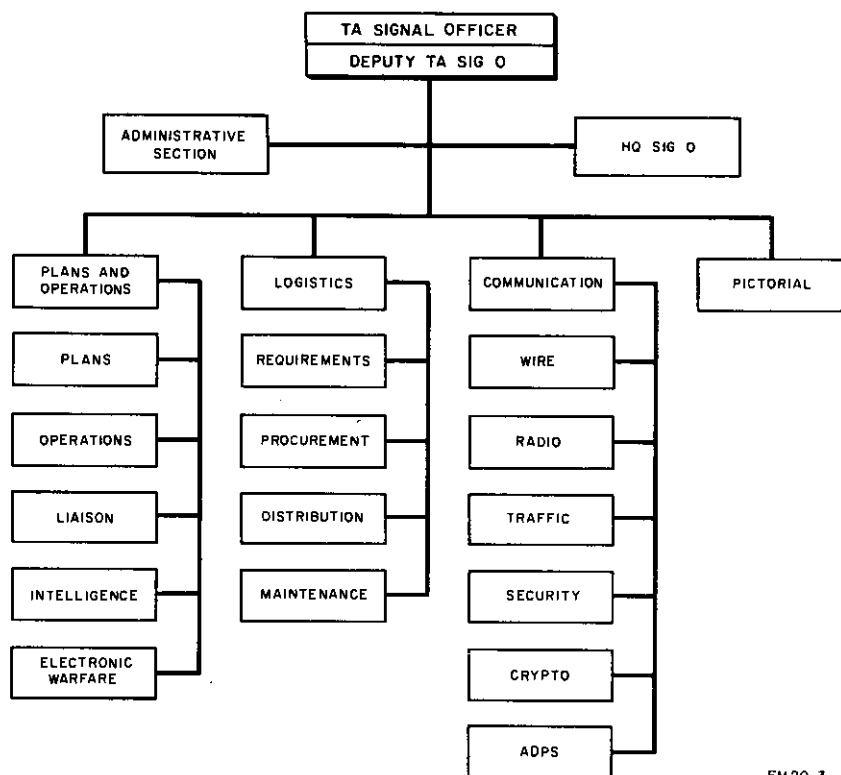 TA SIGNAL OFFICER
DEPUTY TA SIG O
ADMINISTRATIVE
SECTION
HQ SIG O
PLANS AND
OPERATIONS
LOGISTICS
COMMUNICATION
PICTORIAL
PLANS
REQUIREMENTS
WIRE
OPERATIONS
PROCUREMENT
RADIO
LIAISON
DISTRIBUTION
TRAFFIC
INTELLIGENCE
MAINTENANCE
SECURITY
ELECTRONIC
WARFARE
CRYPTO
ADPS